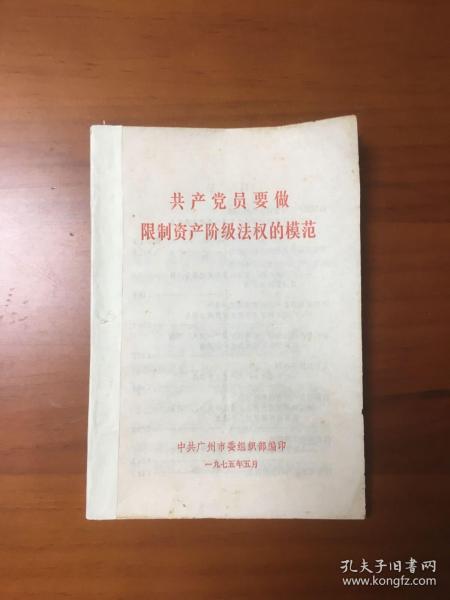 共产党员要做
限制资产阶级法权的模范
中共广州市委组织部编印
一九七五年五月
孔夫子旧书网
www.kongfz.com